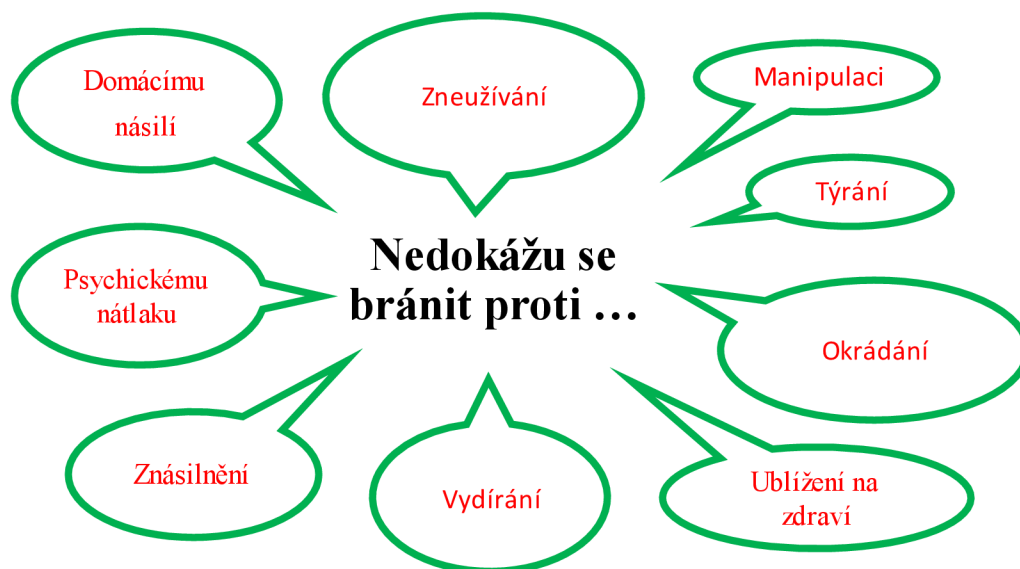 Domácímu
násilí
Zneužívání
Manipulaci
Týrání
Nedokážu se
bránit proti …
Psychickému
nátlaku
Okrádání
Znásilnění
Vydírání
Ublížení na
zdraví